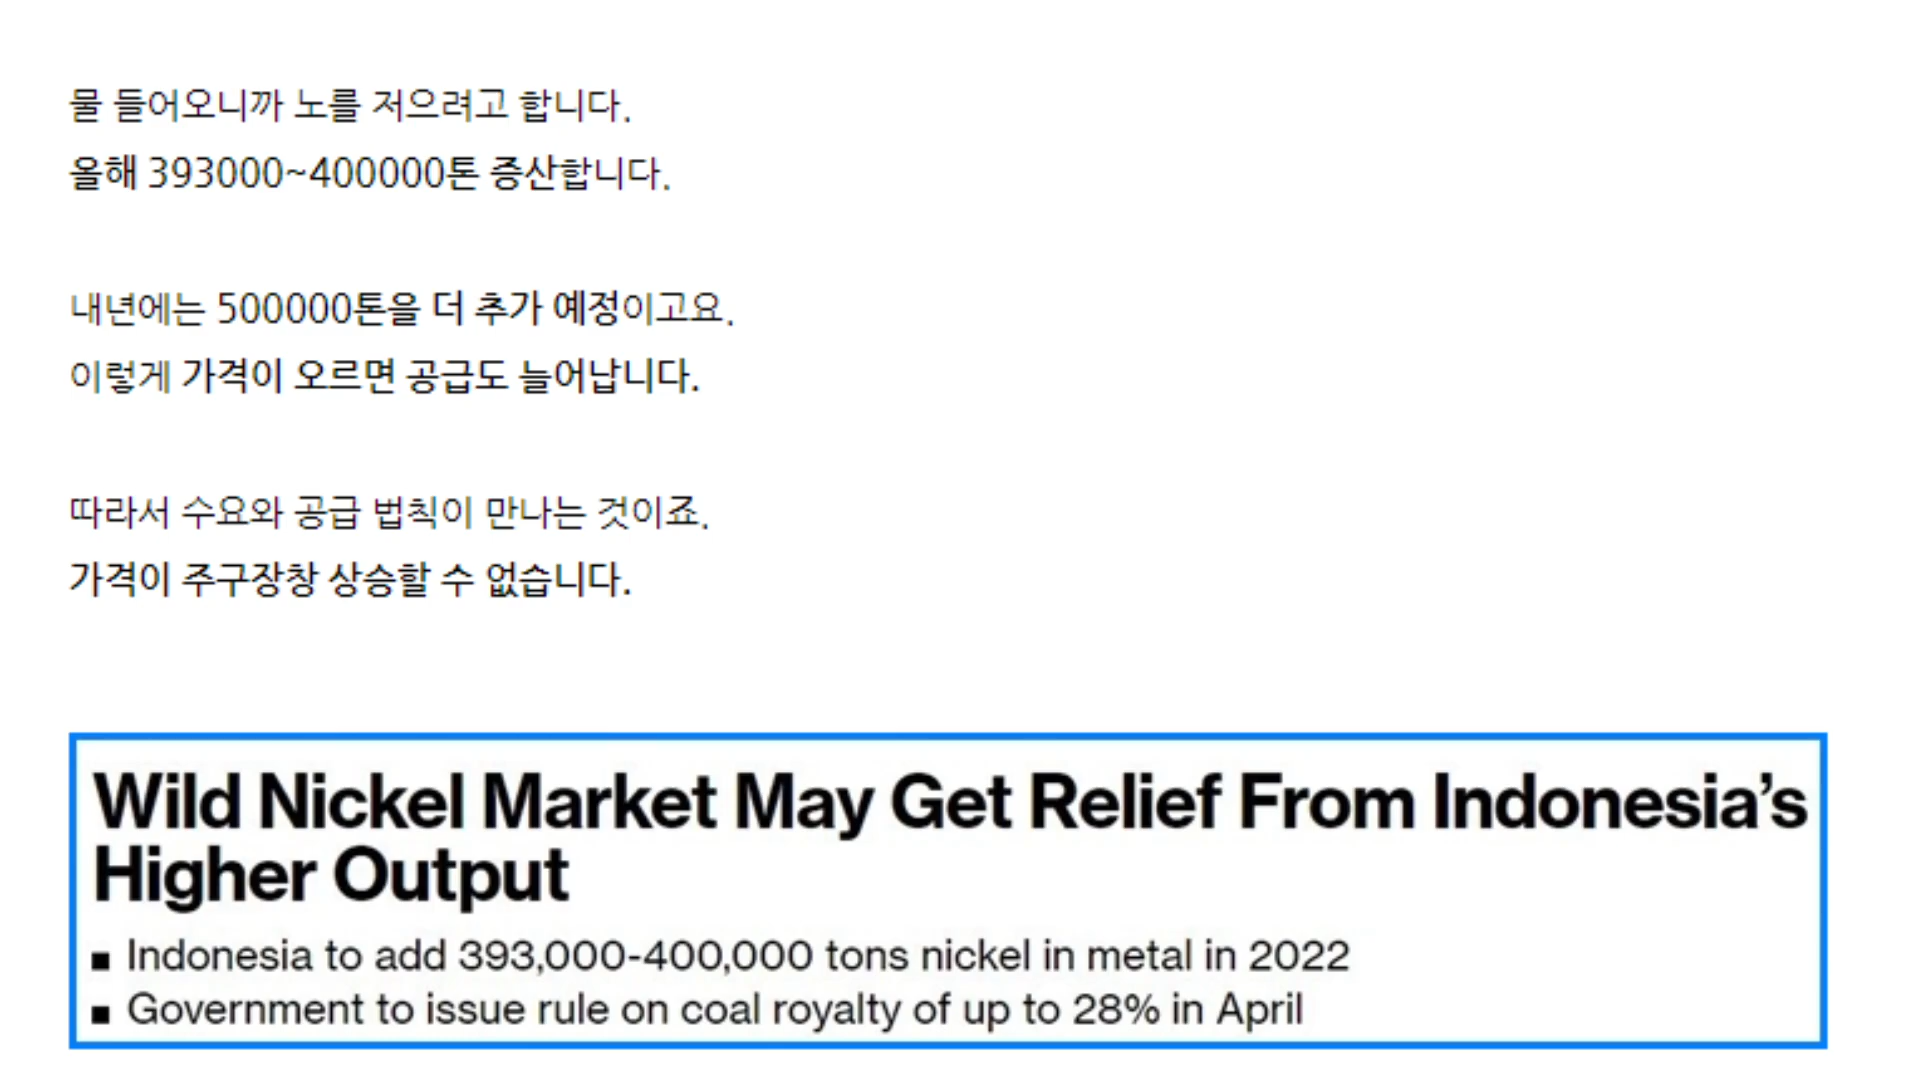 물 들어오니까 노를 저으려고 합니다.
올해 393000~400000톤 증산합니다.
내년에는 500000톤을 더 추가 예정이고요.
이렇게 가격이 오르면 공급도 늘어납니다.
따라서 수요와 공급 법칙이 만나는 것이죠.
가격이 주구장창 상승할 수 없습니다.
Wild Nickel Market May Get Relief From Indonesia’s
Higher Output
▪ Indonesia to add 393,000-400,000 tons nickel in metal in 2022
▪ Government to issue rule on coal royalty of up to 28% in April